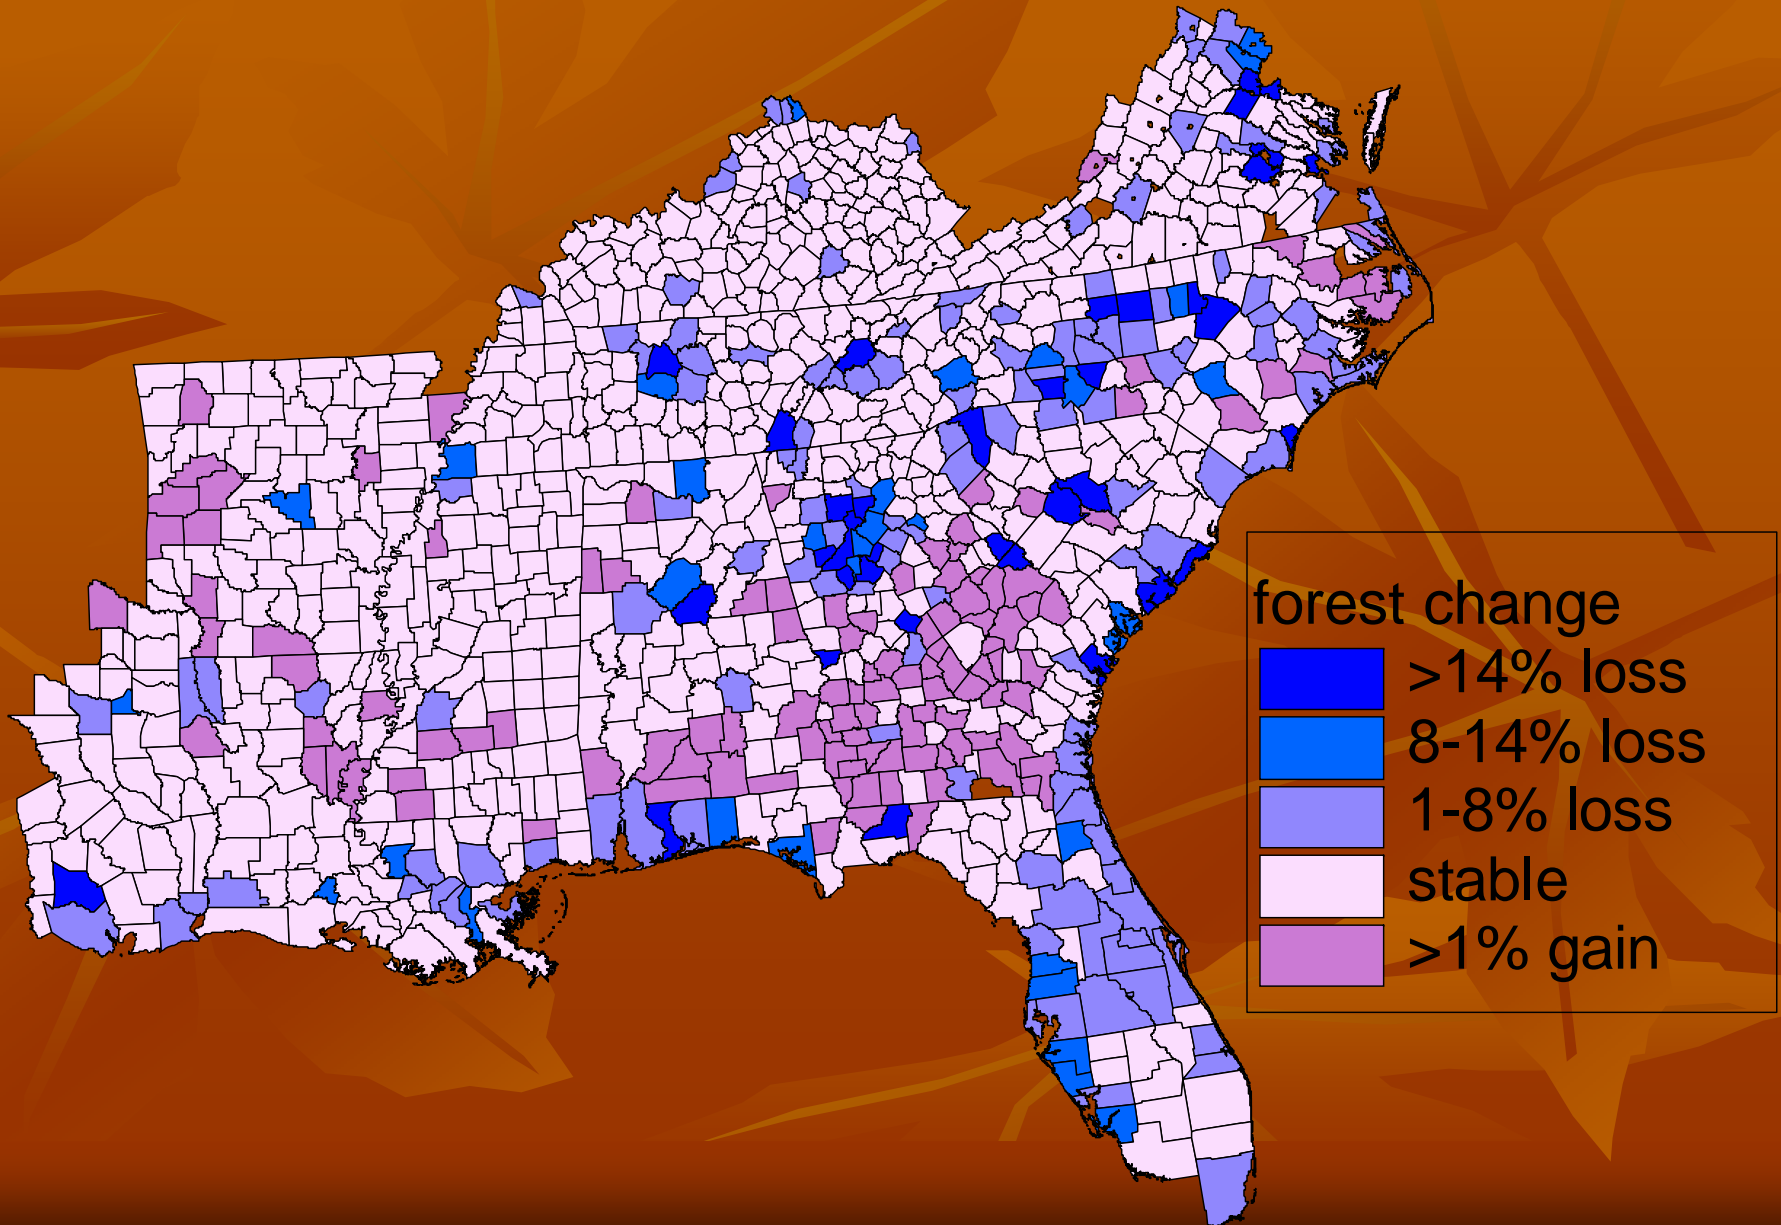 forest change
>14% loss
8-14% loss
1-8% loss
stable
>1% gain